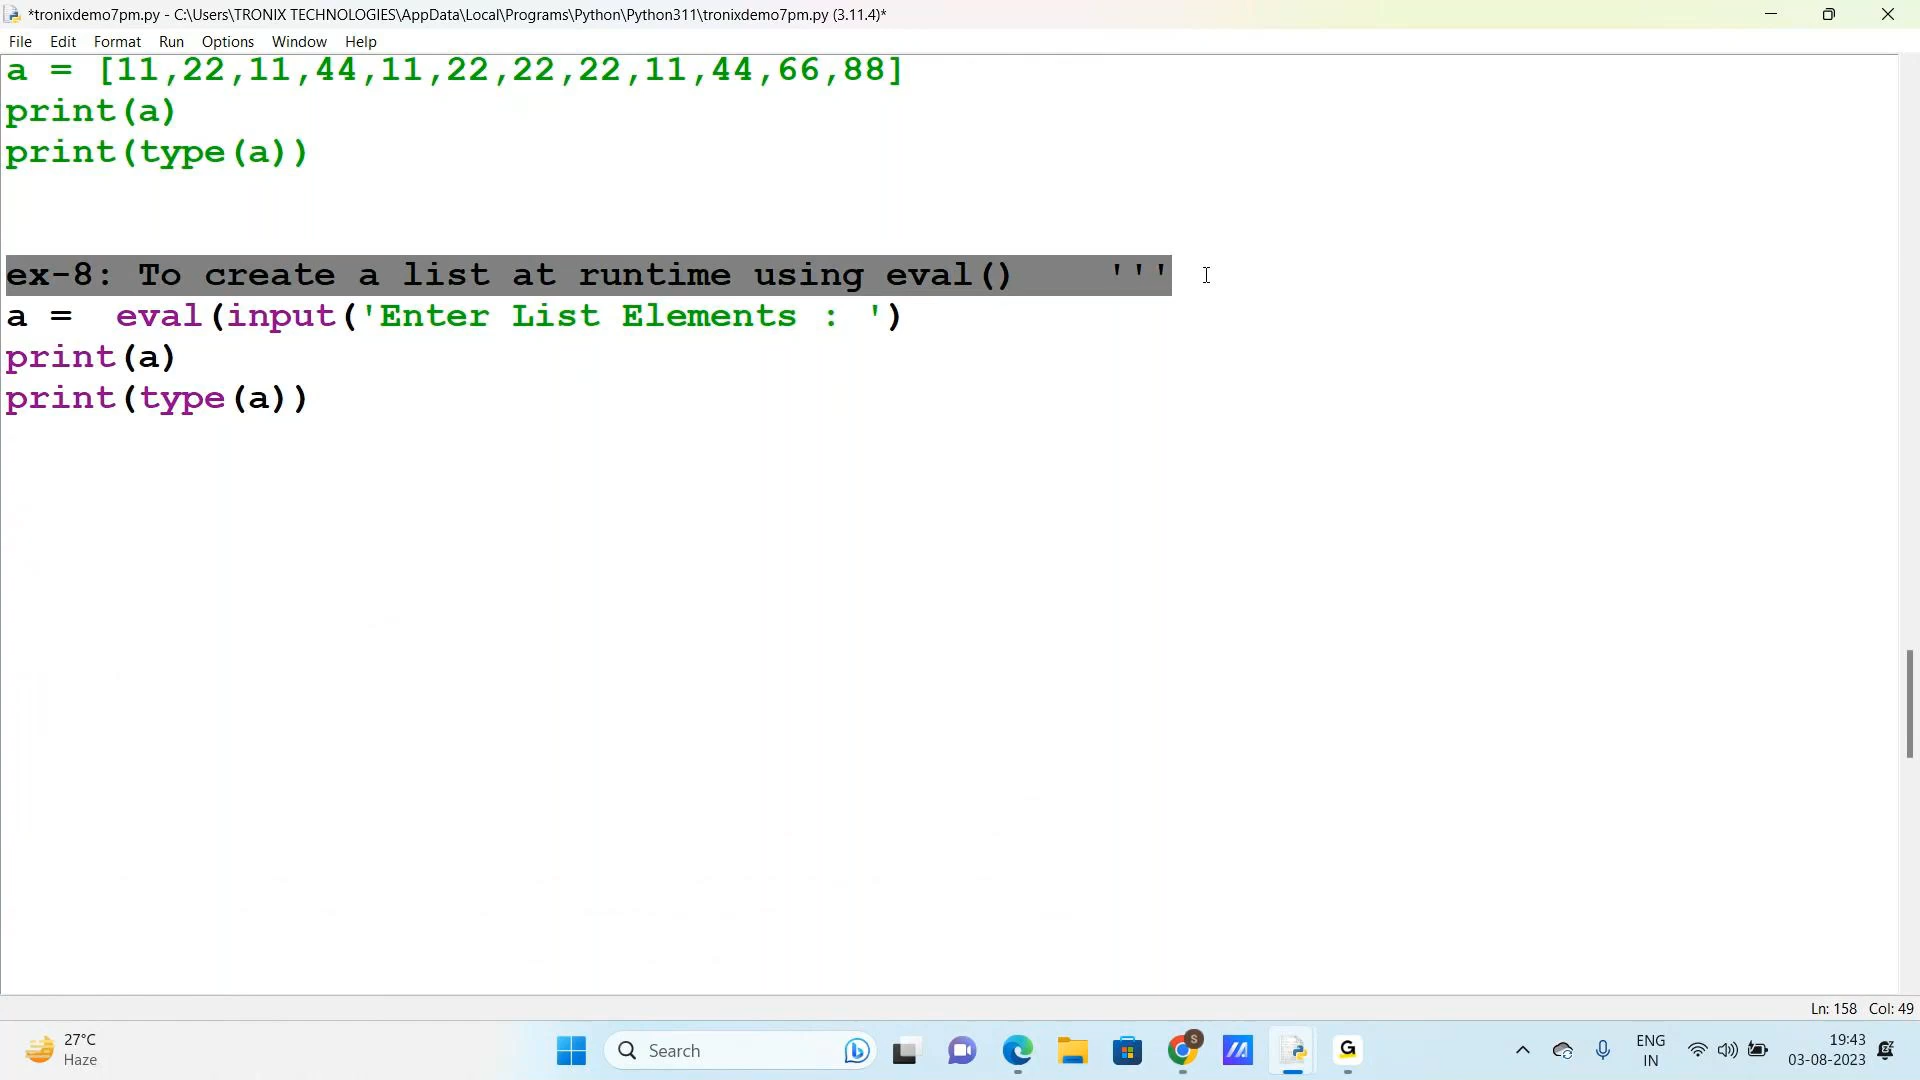 *tronixdemo7pm.py - C:\Users\TRONIX TECHNOLOGIES\AppData\Local\Programs\Python\Python311\tronixdemo7pm.py (3.11.4)*
File Edit Format Run Options Window Help
a = [11,22,11,44,11,22,22,22,11,44,66,88]
print(a)
print(type(a))
ex-8: To create a list at runtime using eval()    '''
a =  eval(input('Enter List Elements : ')
print(a)
print(type(a))
Ln: 158 Col: 49
27°C
Haze
Search
S
G
ENG
IN
19:43
03-08-2023